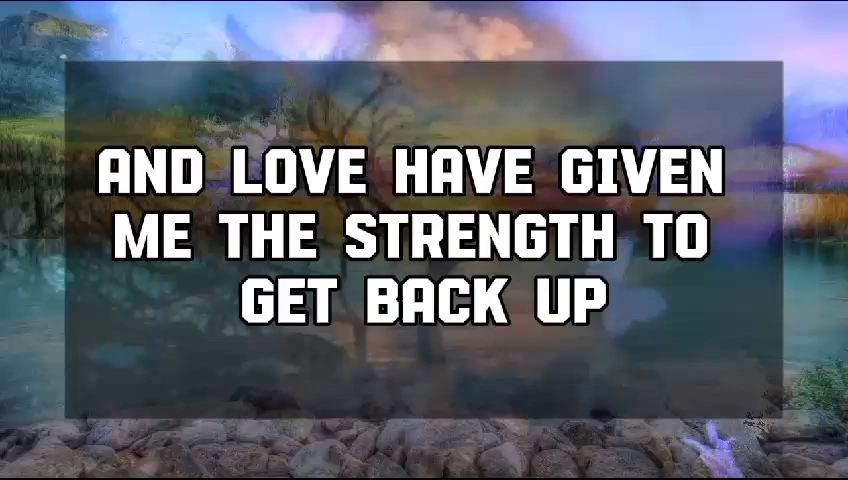 AND LOVE HAVE GIVEN
ME THE STRENGTH TO
GET BACK UP